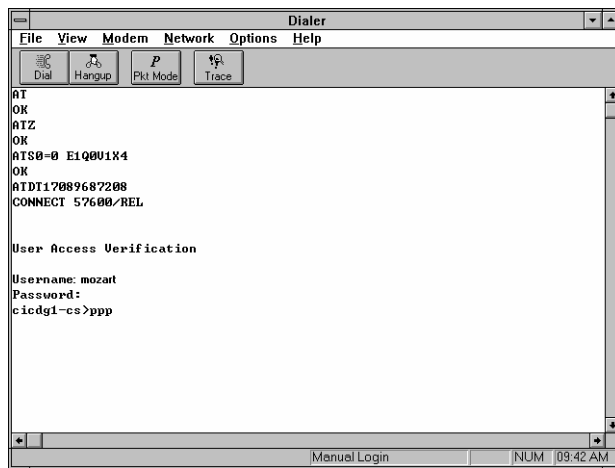 Dialer
File View Modem Network Options Help
Dial Hangup P Pkt Mode Trace
AT
OK
ATZ
OK
ATS0=0 E1Q0V1X4
OK
ATDT17089687208
CONNECT 57600/REL
User Access Verification
Username: mozart
Password:
cicdg1-cs>ppp
Manual Login NUM 09:42 AM